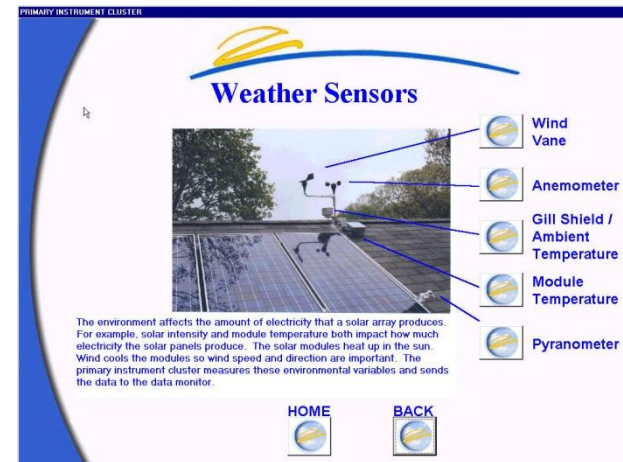 PRIMARY INSTRUMENT CLUSTER
Weather Sensors
Wind
Vane
Anemometer
Gill Shield /
Ambient
Temperature
Module
Temperature
Pyranometer
The environment affects the amount of electricity that a solar array produces.
For example, solar intensity and module temperature both impact how much
electricity the solar panels produce. The solar modules heat up in the sun.
Wind cools the modules so wind speed and direction are important. The
primary instrument cluster measures these environmental variables and sends
the data to the data monitor.
HOME
BACK